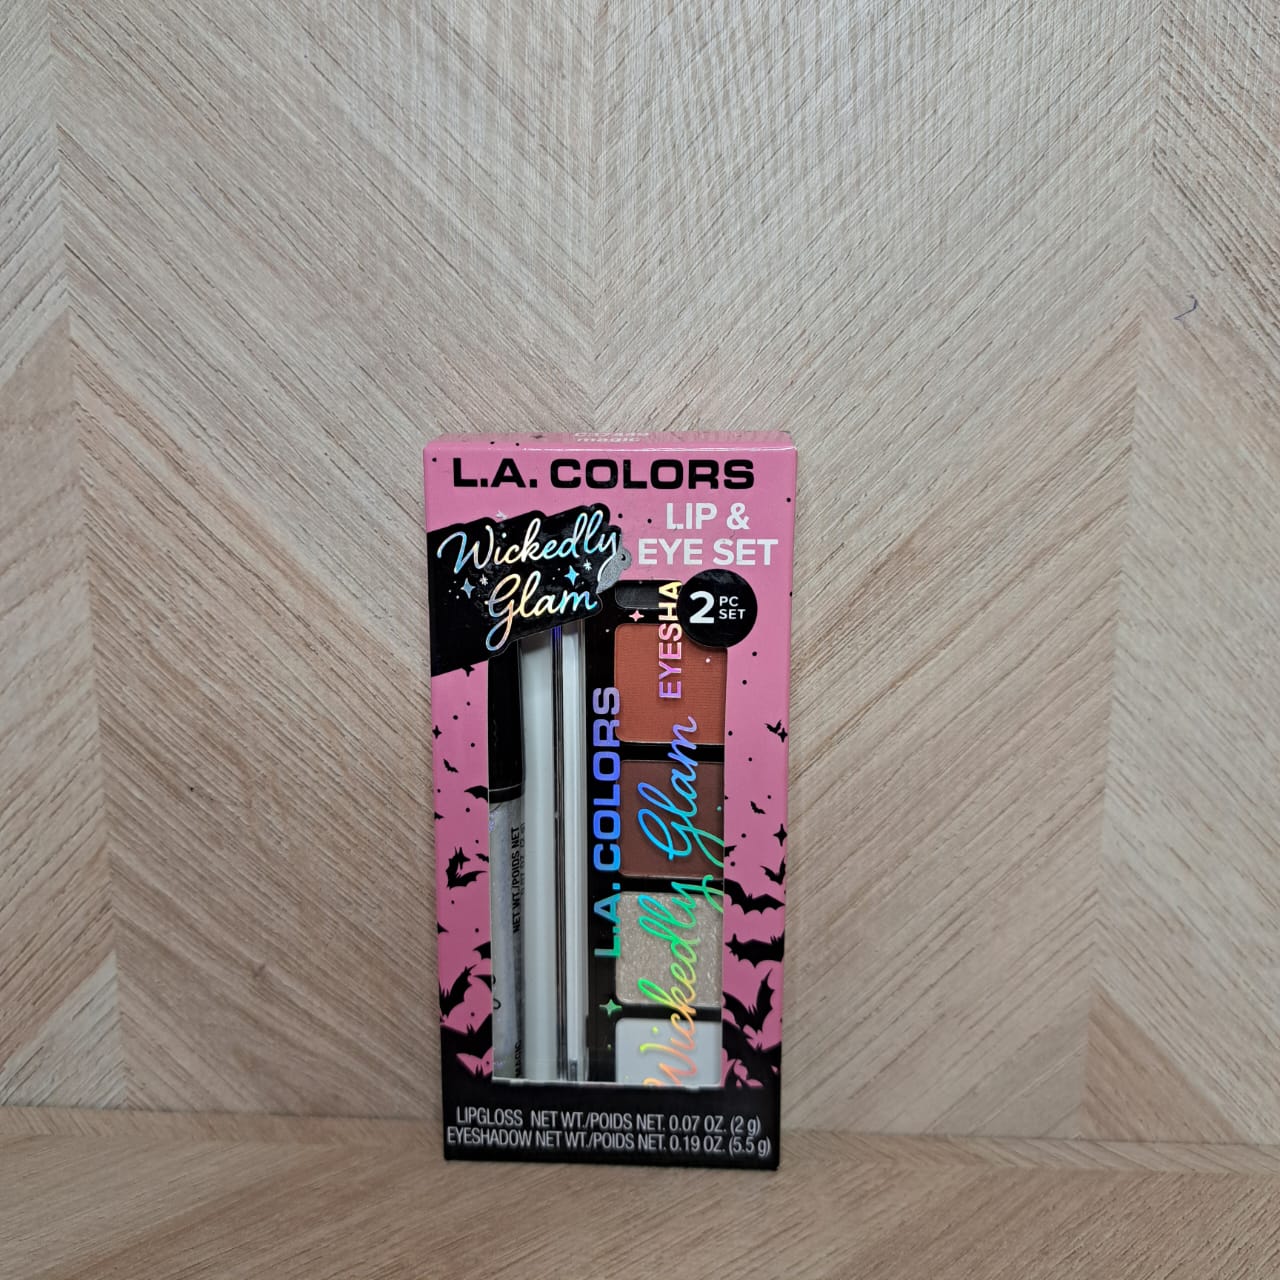 magic
L.A. COLORS
Wickedly
Glam
LIP &
EYE SET
2 PC
SET
EYESHA
L.A. COLORS
Wickedly Glam
NET WT./POIDS NET
LIPGLOSS NET WT./POIDS NET. 0.07 OZ. (2 g)
EYESHADOW NET WT./POIDS NET. 0.19 OZ. (5.5 g)